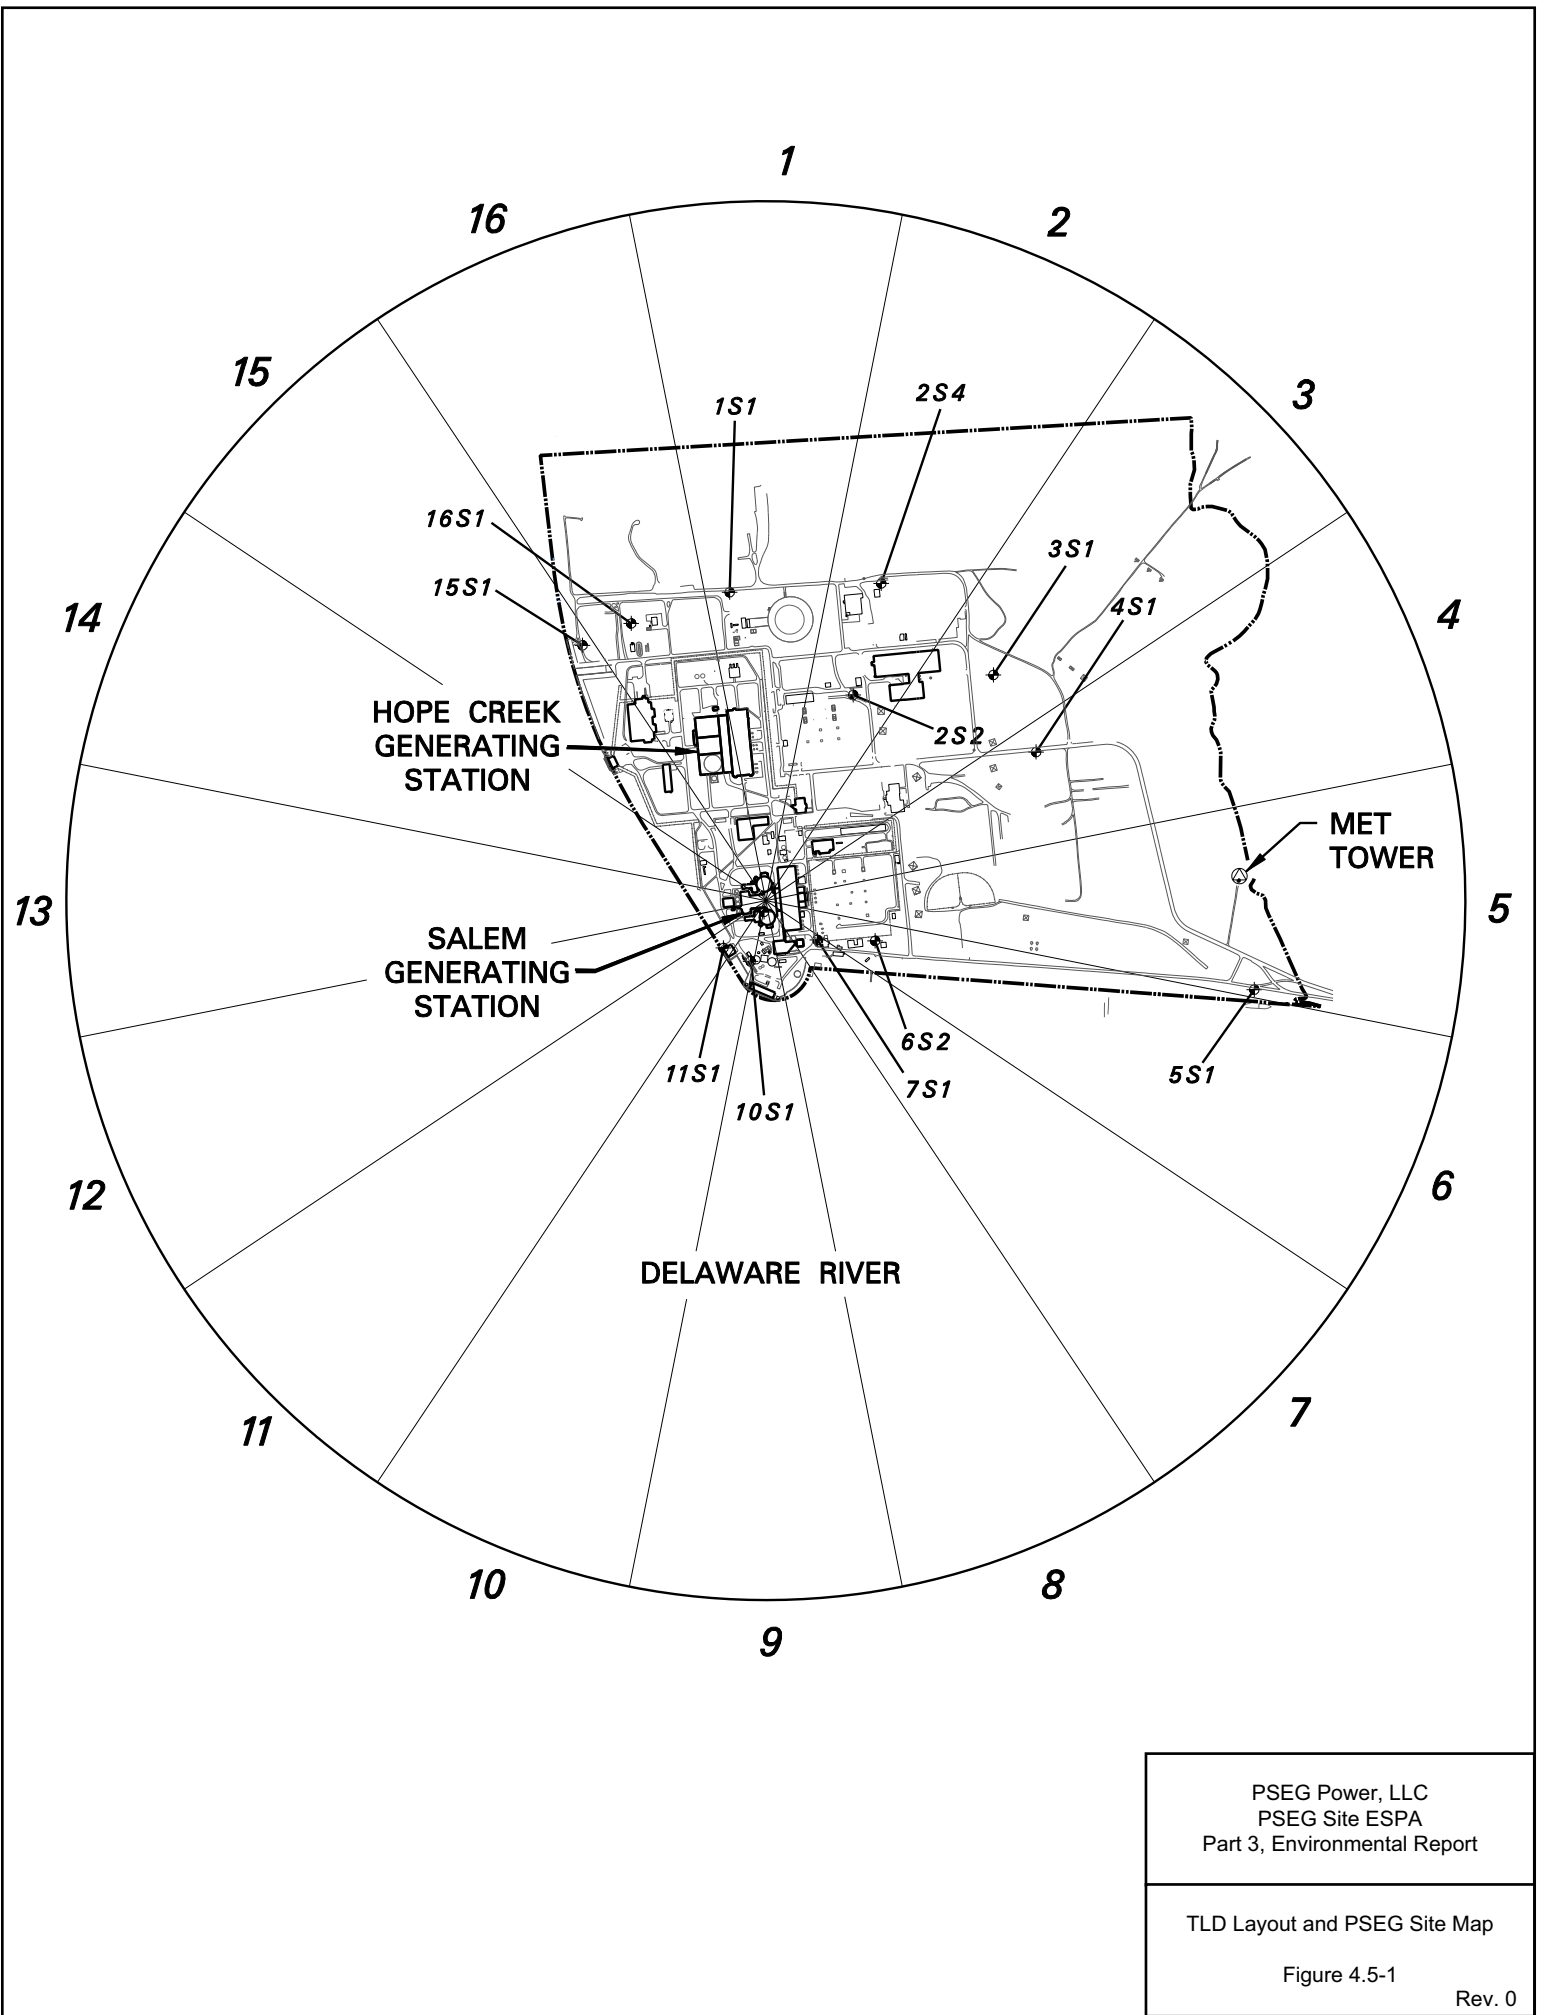 1
16
2
15
3
1S1
2S4
16S1
3S1
15S1
4S1
14
4
HOPE CREEK
GENERATING
STATION
2S2
MET
TOWER
13
5
SALEM
GENERATING
STATION
6S2
11S1
7S1
5S1
10S1
12
6
DELAWARE RIVER
11
7
10
8
9
PSEG Power, LLC
PSEG Site ESPA
Part 3, Environmental Report
TLD Layout and PSEG Site Map
Figure 4.5-1
Rev. 0